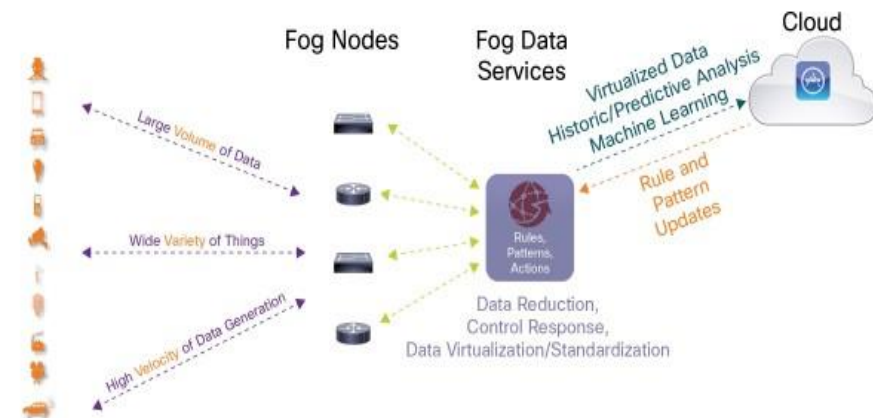 Cloud
Fog Nodes
Fog Data
Services
Virtualized Data
Historic/Predictive Analysis
Machine Learning
Rule and
Pattern
Updates
Large Volume of Data
Wide Variety of Things
High Velocity of Data Generation
Rules,
Patterns,
Actions
Data Reduction,
Control Response,
Data Virtualization/Standardization